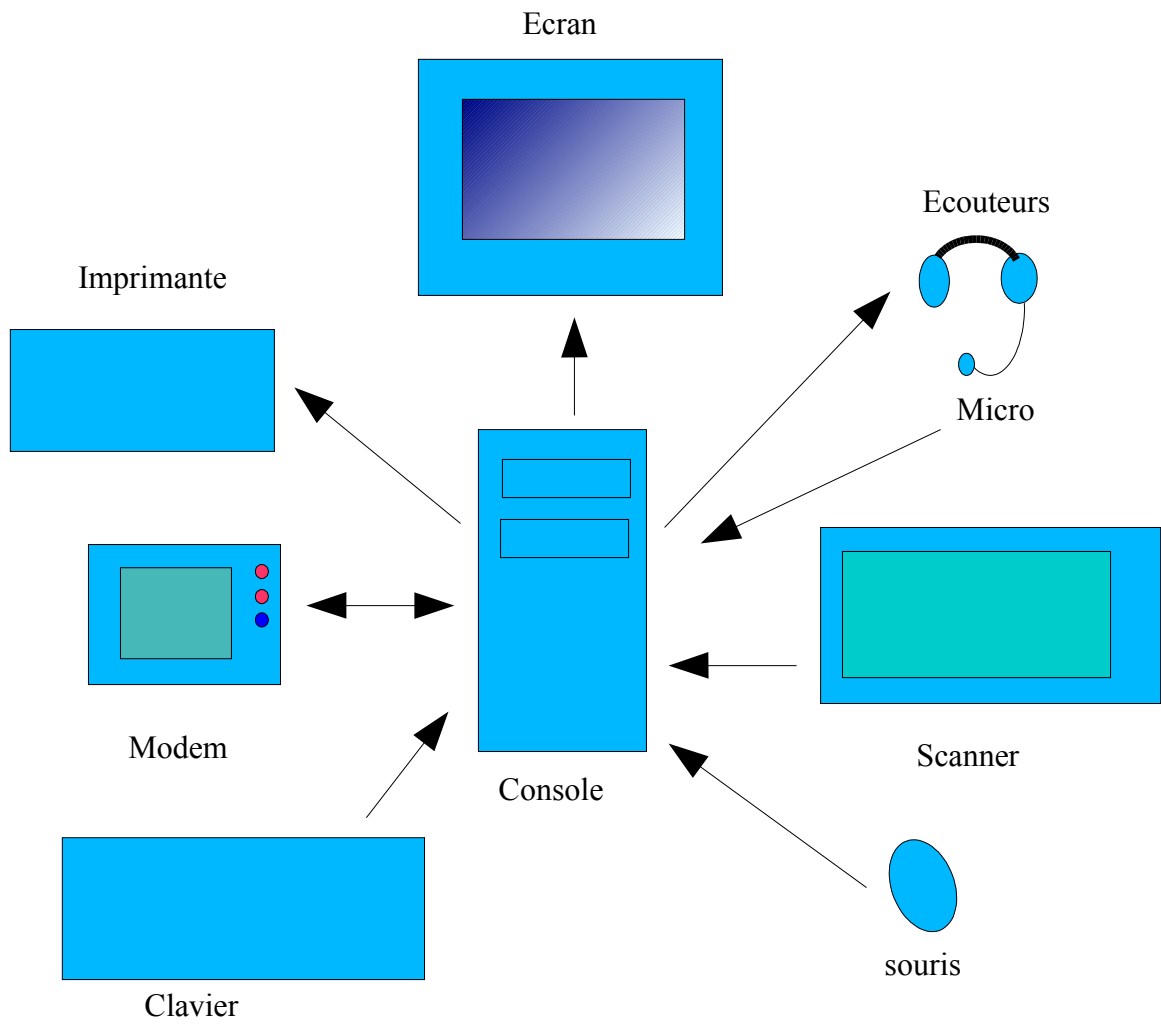 Ecran
Ecouteurs
Imprimante
Micro
Modem
Scanner
Console
souris
Clavier